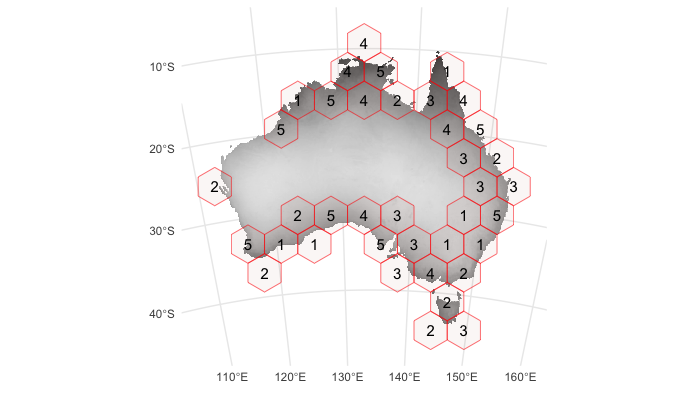 4
10°S
4 5 1
1 5 4 2 3 4
5 4 5
20°S
3 2
2 3 3
2 5 4 3 1 5
30°S
5 1 1 5 3 1 1
2 3 4 2
2
40°S
2 3
110°E 120°E 130°E 140°E 150°E 160°E